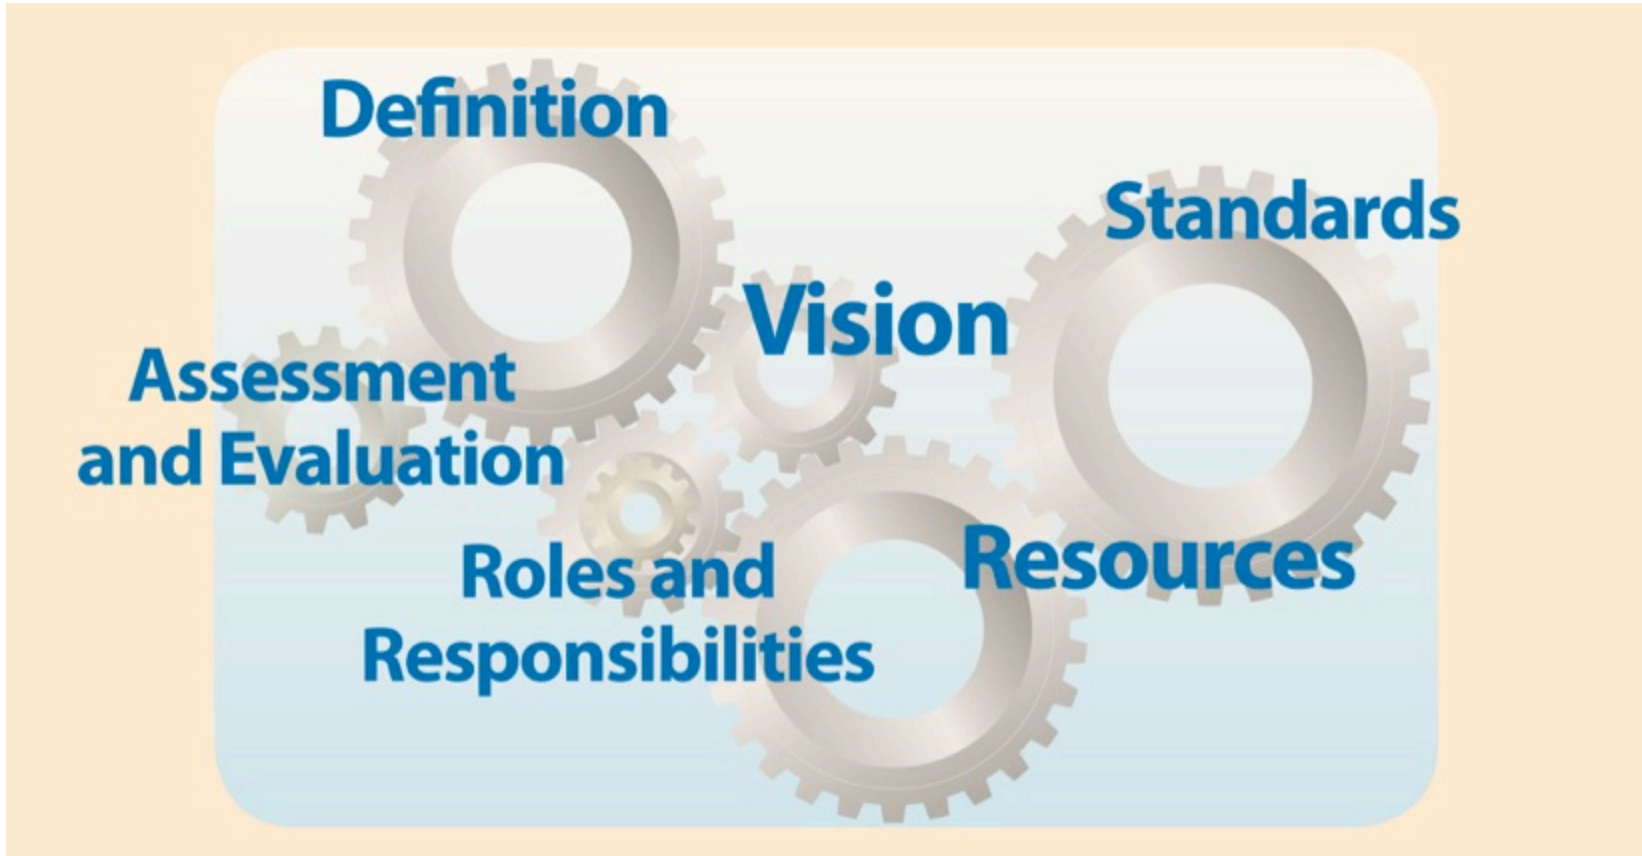 Definition
Standards
Vision
Assessment
and Evaluation
Resources
Roles and
Responsibilities